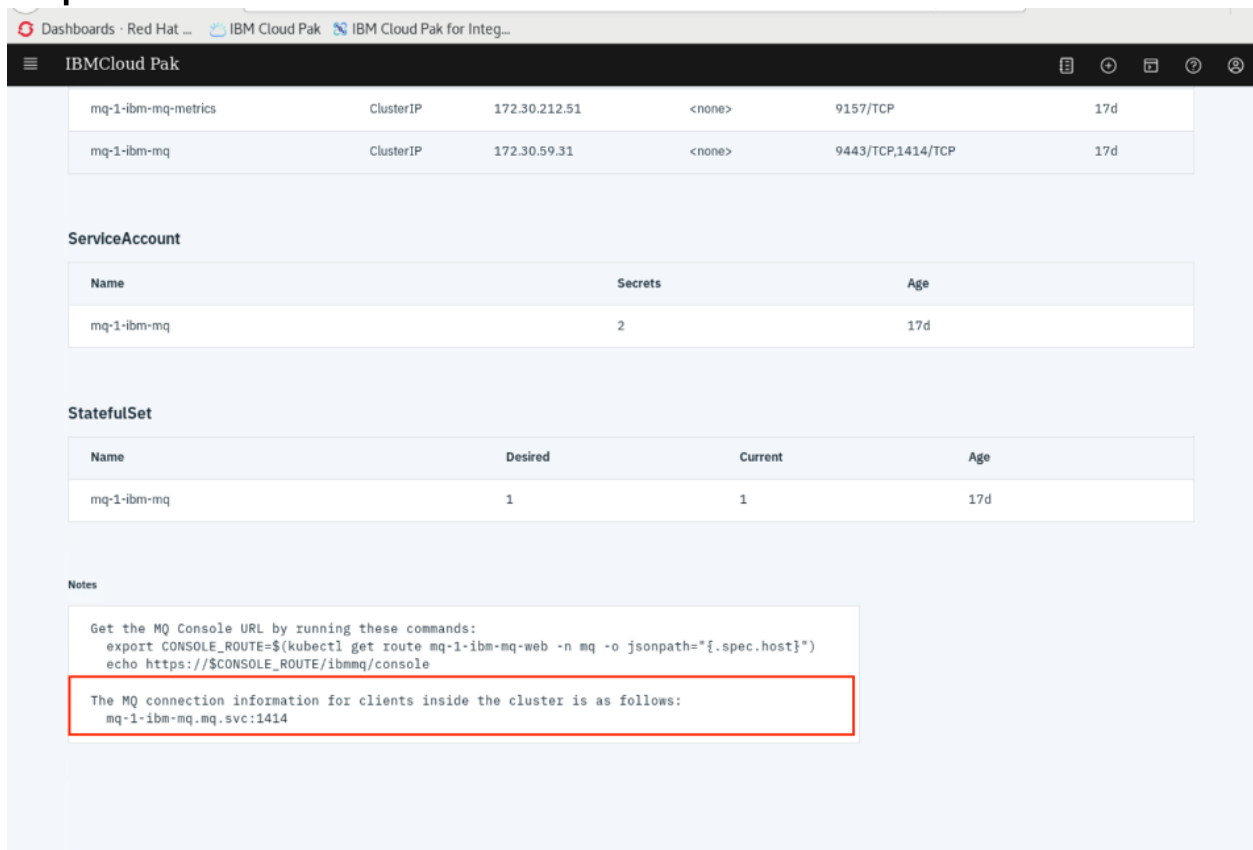 Dashboards · Red Hat ... IBM Cloud Pak IBM Cloud Pak for Integ...
IBMCloud Pak
mq-1-ibm-mq-metrics ClusterIP 172.30.212.51 <none> 9157/TCP 17d
mq-1-ibm-mq ClusterIP 172.30.59.31 <none> 9443/TCP,1414/TCP 17d
ServiceAccount
Name Secrets Age
mq-1-ibm-mq 2 17d
StatefulSet
Name Desired Current Age
mq-1-ibm-mq 1 1 17d
Notes
Get the MQ Console URL by running these commands:
export CONSOLE_ROUTE=$(kubectl get route mq-1-ibm-mq-web -n mq -o jsonpath="{.spec.host}")
echo https://$CONSOLE_ROUTE/ibmmq/console
The MQ connection information for clients inside the cluster is as follows:
mq-1-ibm-mq.mq.svc:1414